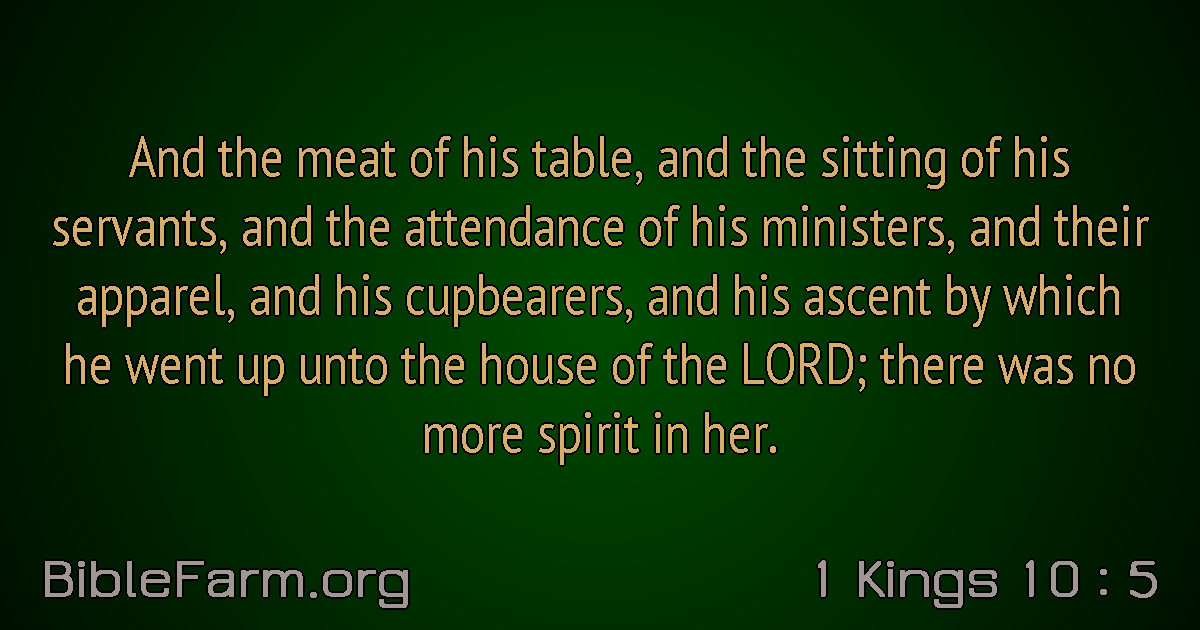 And the meat of his table, and the sitting of his
servants, and the attendance of his ministers, and their
apparel, and his cupbearers, and his ascent by which
he went up unto the house of the LORD; there was no
more spirit in her.
BibleFarm.org
1 Kings 10 : 5